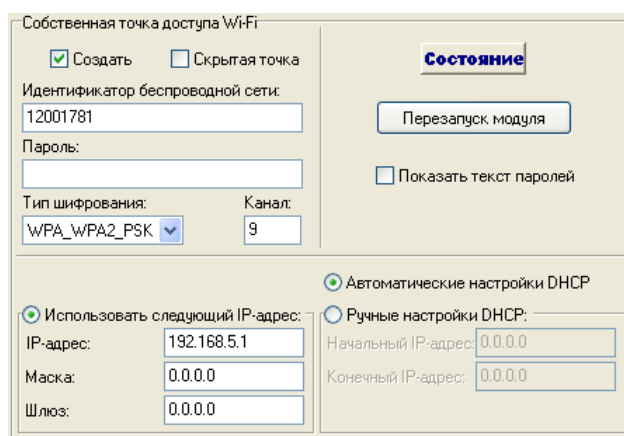 Собственная точка доступа Wi-Fi
Создать
Скрытая точка
Идентификатор беспроводной сети:
12001781
Пароль:
Тип шифрования:
Канал:
WPA_WPA2_PSK
9
Состояние
Перезапуск модуля
Показать текст паролей
Автоматические настройки DHCP
Использовать следующий IP-адрес:
IP-адрес:
192.168.5.1
Маска:
0.0.0.0
Шлюз:
0.0.0.0
Ручные настройки DHCP:
Начальный IP-адрес:
0.0.0.0
Конечный IP-адрес:
0.0.0.0